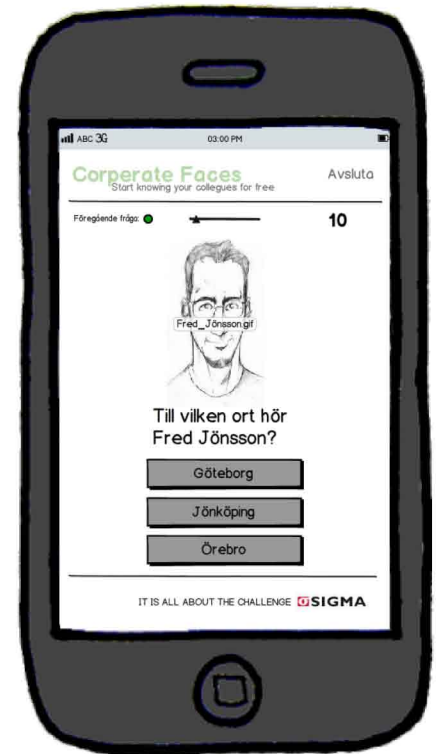 ABC 3G 03:00 PM
Corperate Faces
Start knowing your collegues for free
Avsluta
Föregående fråga: 10
Fred_Jönsson.gif
Till vilken ort hör
Fred Jönsson?
Göteborg
Jönköping
Örebro
IT IS ALL ABOUT THE CHALLENGE SIGMA